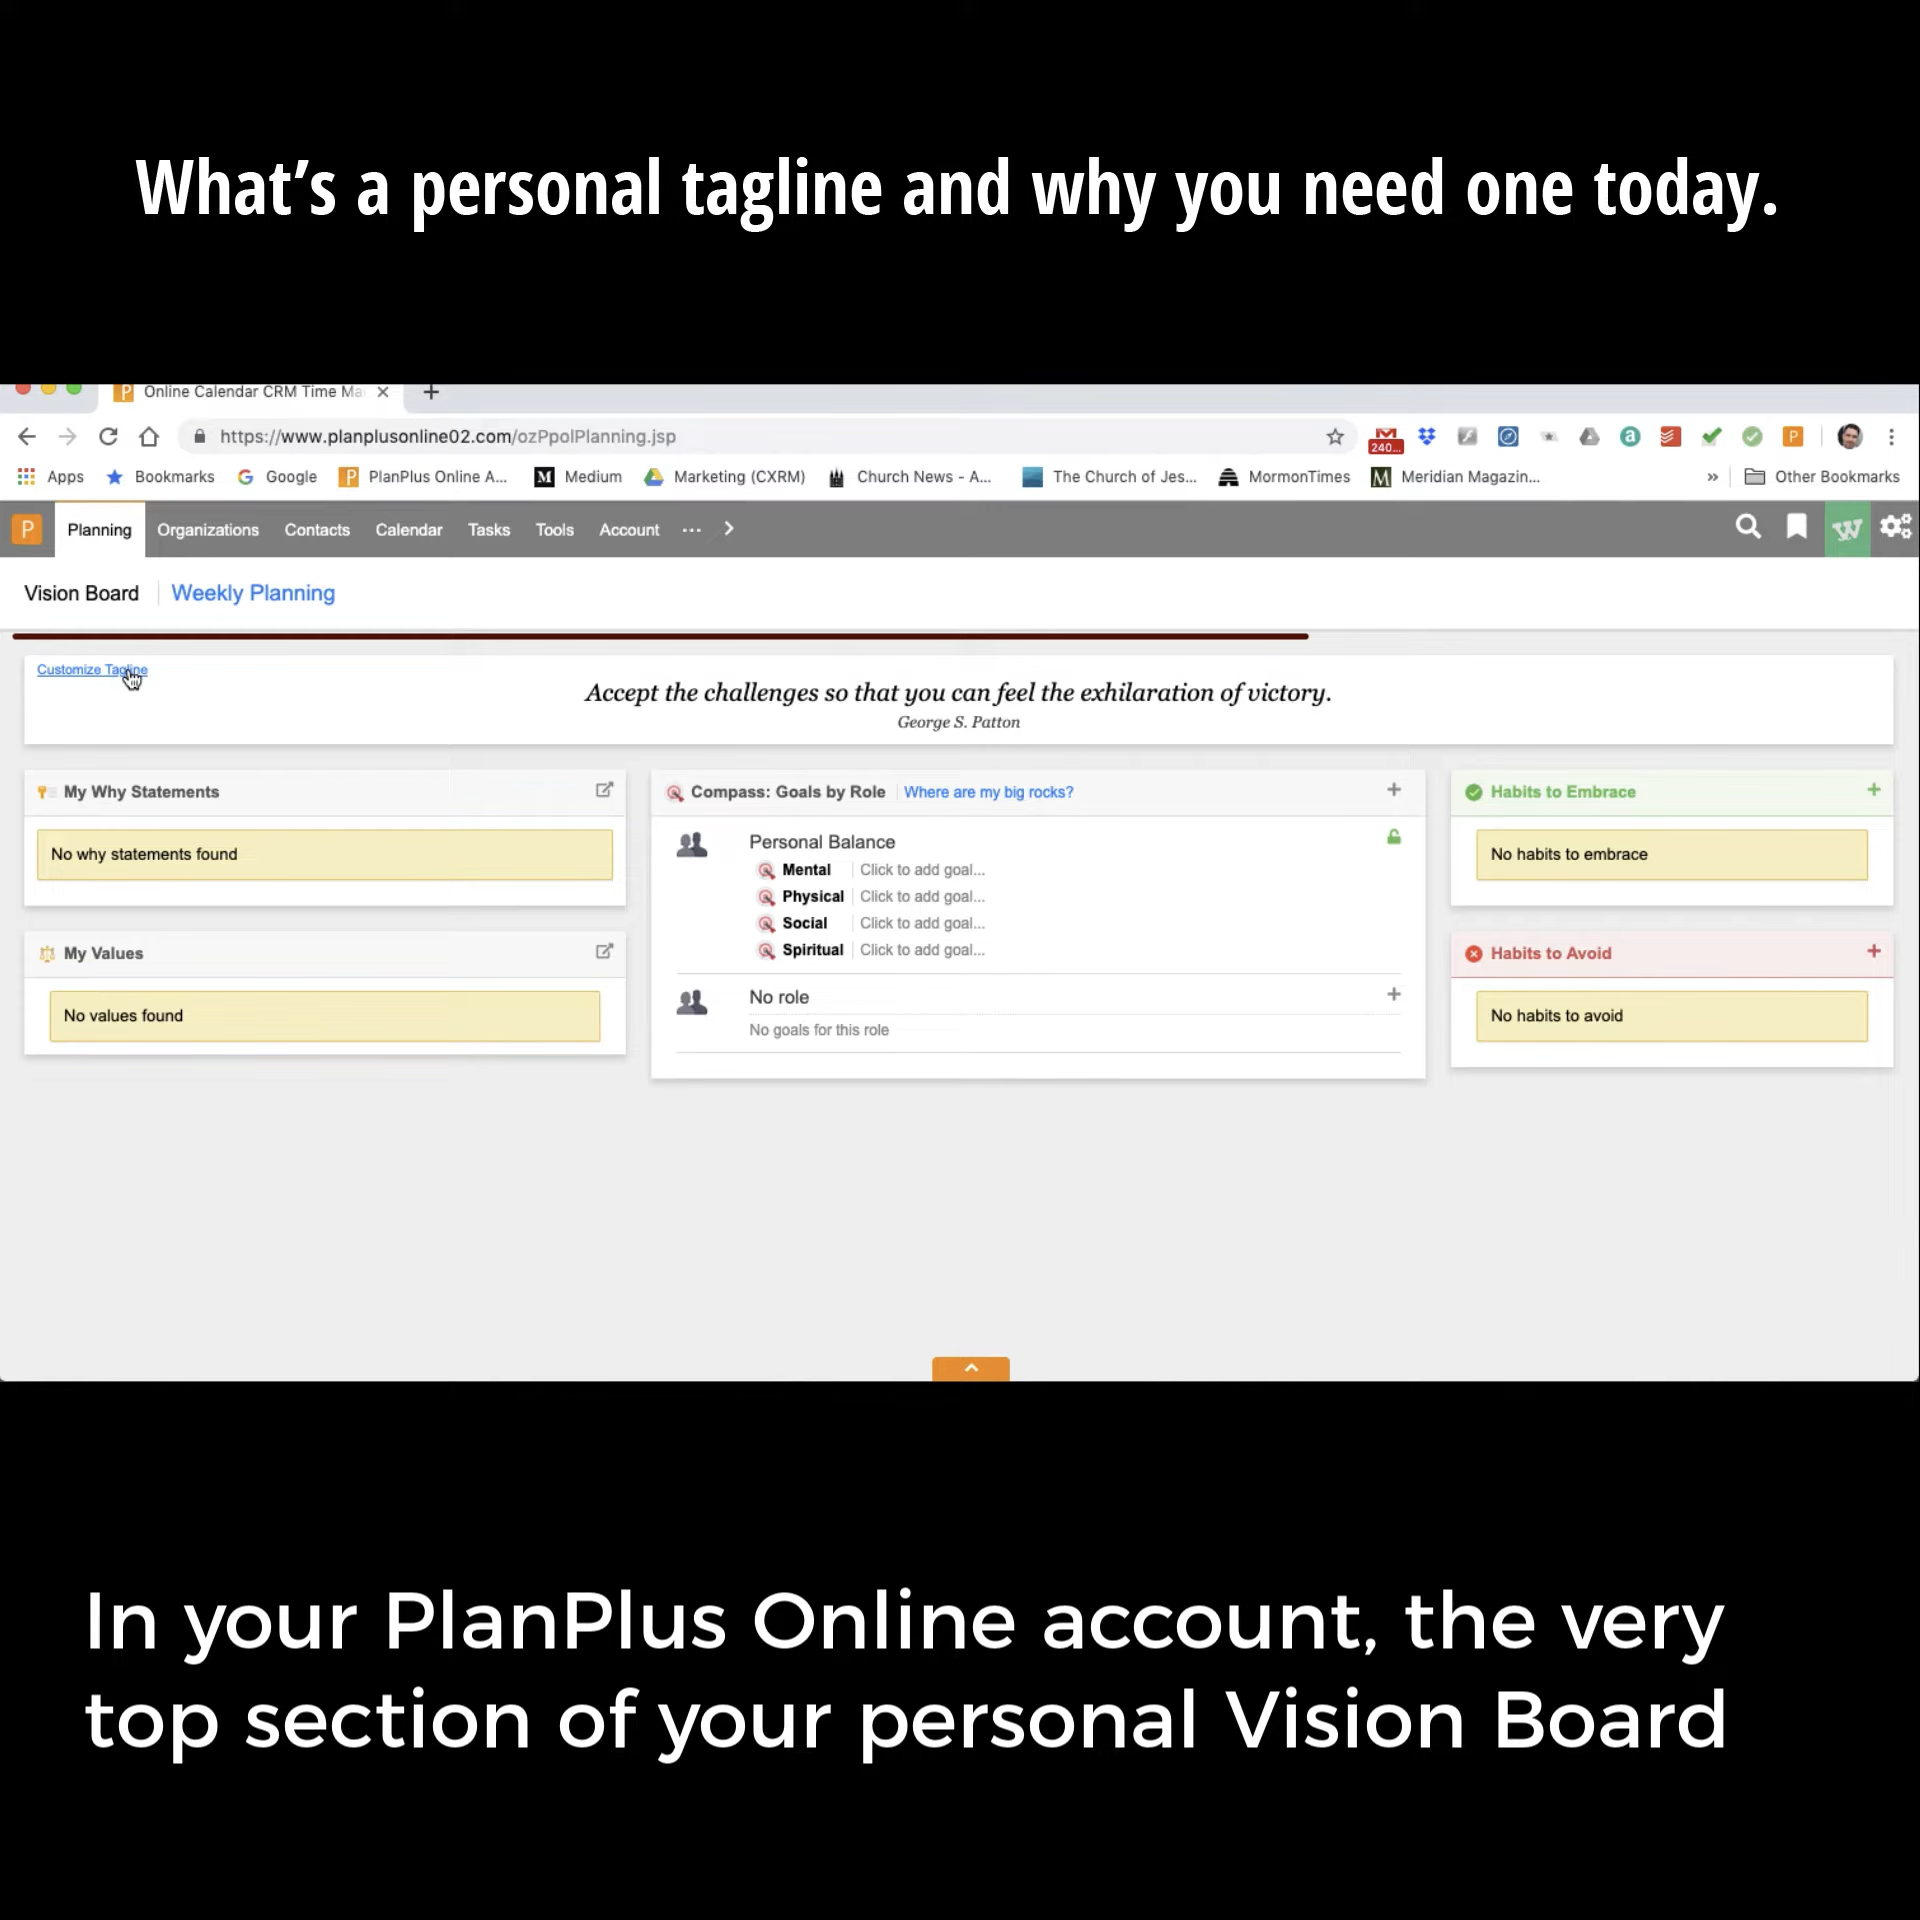 What's a personal tagline and why you need one today.
P Online Calendar CRM Time Ma
https://www.planplusonline02.com/ozPpolPlanning.jsp
240...
a
P
Apps Bookmarks Google PlanPlus Online A... Medium Marketing (CXRM) Church News - A... The Church of Jes... MormonTimes Meridian Magazin... » Other Bookmarks
P Planning Organizations Contacts Calendar Tasks Tools Account ...
Vision Board Weekly Planning
Customize Tagline
Accept the challenges so that you can feel the exhilaration of victory.
George S. Patton
My Why Statements
No why statements found
My Values
No values found
Compass: Goals by Role Where are my big rocks?
Personal Balance
Mental Click to add goal...
Physical Click to add goal...
Social Click to add goal...
Spiritual Click to add goal...
No role
No goals for this role
Habits to Embrace
No habits to embrace
Habits to Avoid
No habits to avoid
In your PlanPlus Online account, the very
top section of your personal Vision Board